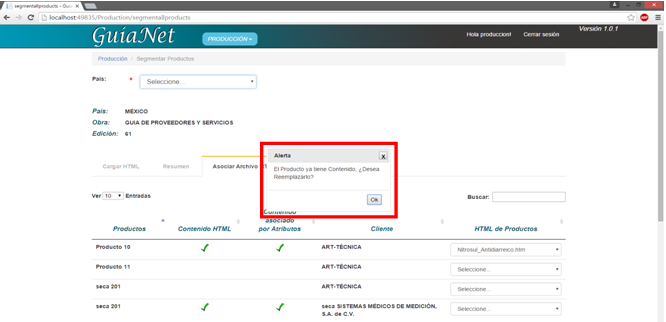 segmentallproducts - Gu
localhost:49835/Production/segmentallproducts
GuíaNet
PRODUCCIÓN
Hola produccion!
Cerrar sesión
Versión 1.0.1
Producción / Segmentar Productos
País: * Seleccione...
País: MÉXICO
Obra: GUIA DE PROVEEDORES Y SERVICIOS
Edición: 61
Alerta x
El Producto ya tiene Contenido. ¿Desea
Reemplazarlo?
Ok
Cargar HTML Resumen Asociar Archivo
Ver 10 Entradas
Buscar:
Productos Contenido HTML Contenido asociado por Atributos Cliente HTML de Productos
Producto 10 ART-TÉCNICA Nitrosul_Antidiarreico.htm
Producto 11 ART-TÉCNICA Seleccione...
seca 201 ART-TÉCNICA Seleccione...
seca 201 seca SISTEMAS MÉDICOS DE MEDICIÓN, Seleccione...
S.A. de C.V.